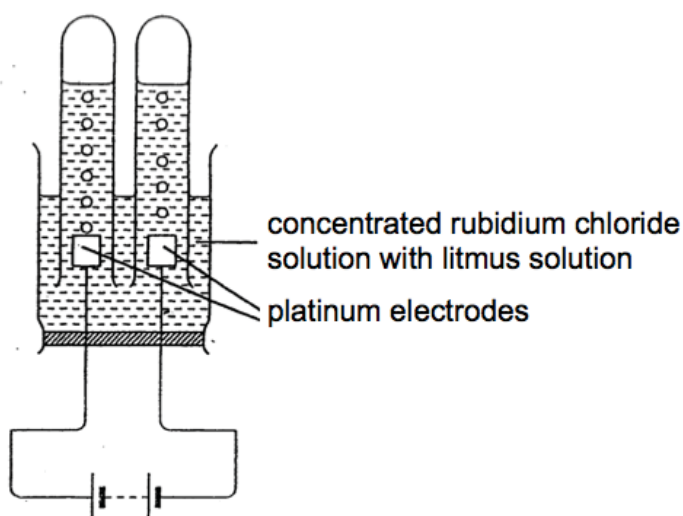 concentrated rubidium chloride
solution with litmus solution
platinum electrodes